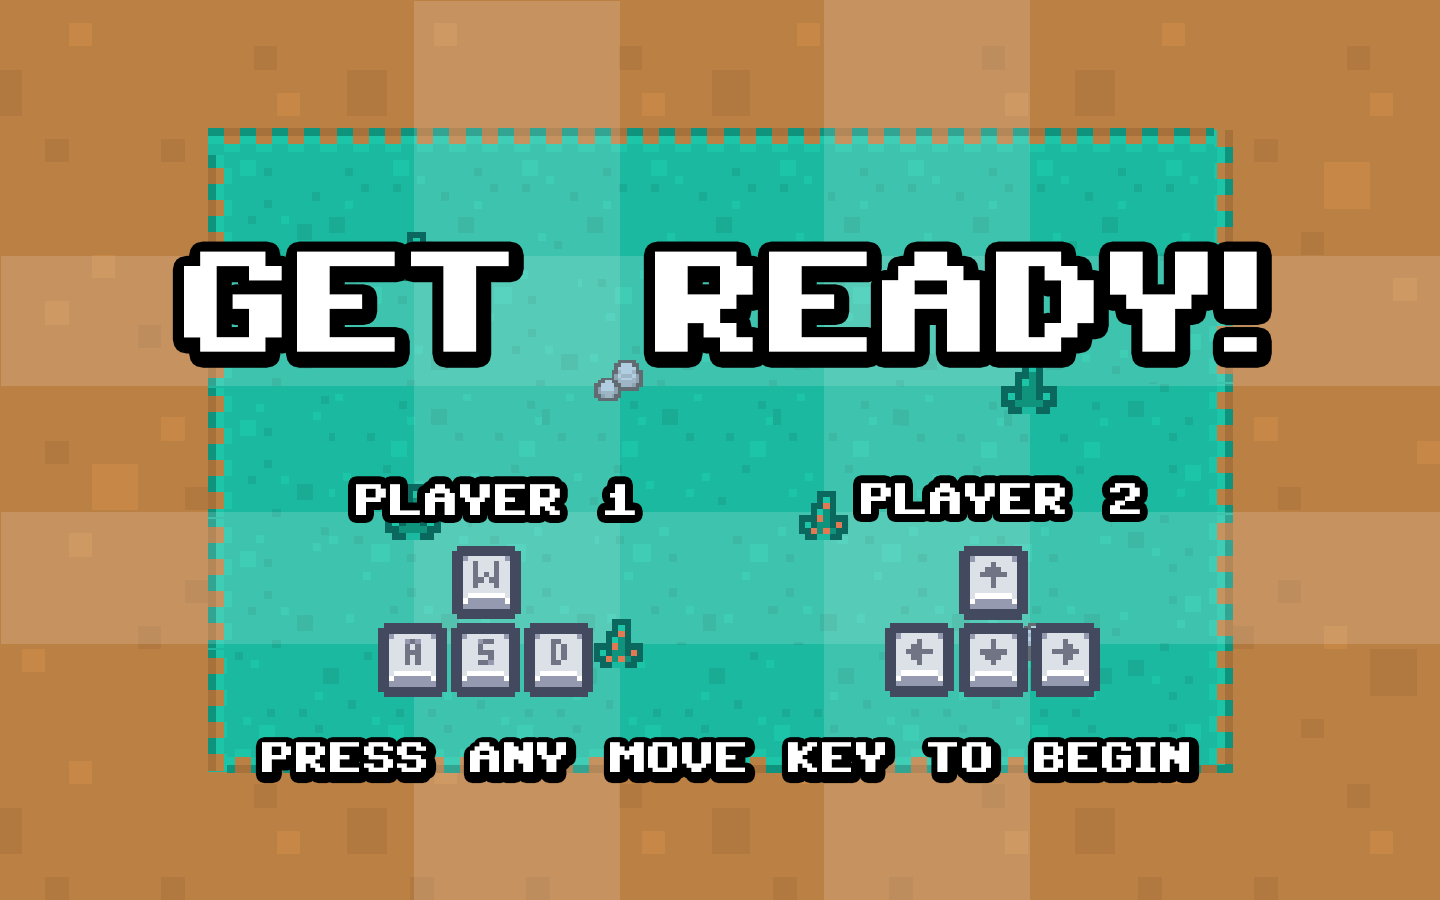 GET READY!
PLAYER 1 PLAYER 2
W ↑
A S D ← ↓ →
PRESS ANY MOVE KEY TO BEGIN